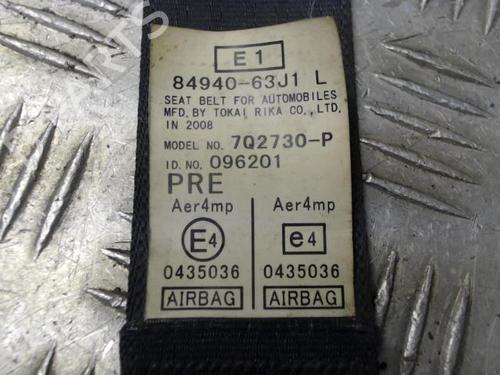 E1
84940-63J1 L
SEAT BELT FOR AUTOMOBILES
MFD. BY TOKAI RIKA CO., LTD.
IN 2008
MODEL NO. 7Q2730-P
ID. NO. 096201
PRE
Aer4mp Aer4mp
E4 e4
0435036 0435036
AIRBAG AIRBAG